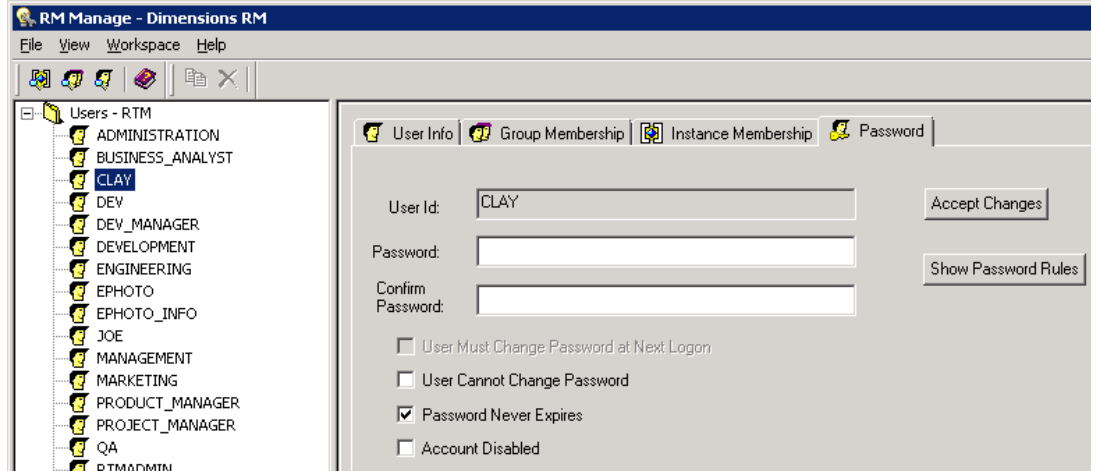 RM Manage - Dimensions RM
File View Workspace Help
Users - RTM
ADMINISTRATION
BUSINESS_ANALYST
CLAY
DEV
DEV_MANAGER
DEVELOPMENT
ENGINEERING
EPHOTO
EPHOTO_INFO
JOE
MANAGEMENT
MARKETING
PRODUCT_MANAGER
PROJECT_MANAGER
QA
RTMADMIN
User Info Group Membership Instance Membership Password
User Id: CLAY Accept Changes
Password:
Show Password Rules
Confirm
Password:
User Must Change Password at Next Logon
User Cannot Change Password
Password Never Expires
Account Disabled